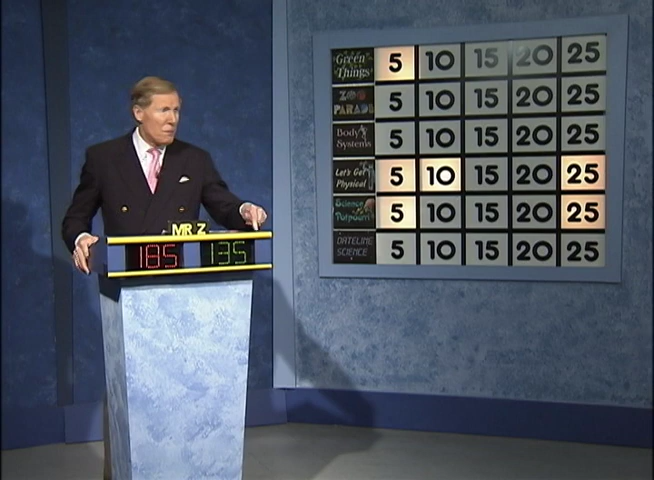 Green Things 5 10 15 20 25
ZOO PARADE 5 10 15 20 25
Body Systems 5 10 15 20 25
Let's Get Physical 5 10 15 20 25
Science Potpourri 5 10 15 20 25
DATELINE SCIENCE 5 10 15 20 25
MR Z
185 135